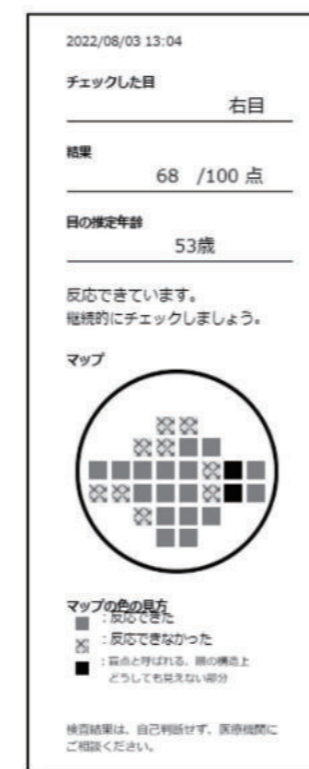 2022/08/03 13:04
チェックした目
右目
結果
68 /100 点
目の推定年齢
53歳
反応できています。
継続的にチェックしましょう。
マップ
マップの色の見方
：反応できた
：反応できなかった
：盲点と呼ばれる、眼の構造上
どうしても見えない部分
検査結果は、自己判断せず、医療機関に
ご相談ください。